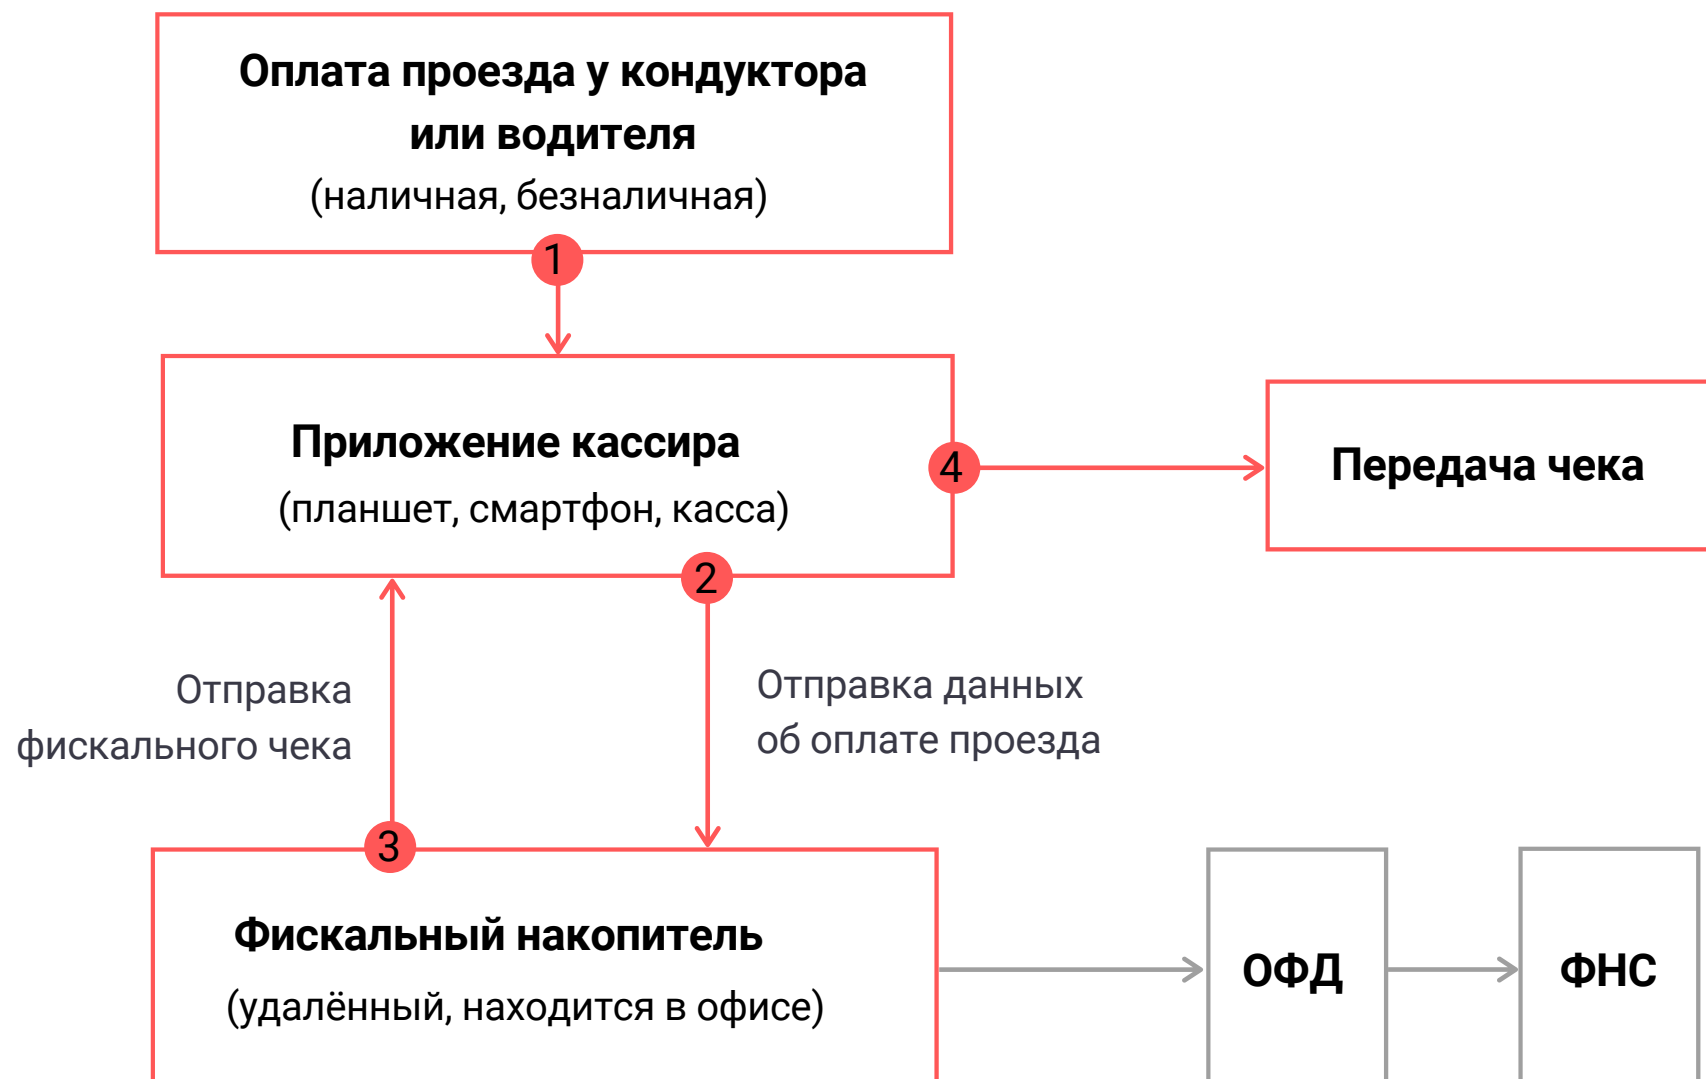 Оплата проезда у кондуктора
или водителя
(наличная, безналичная)
1
Приложение кассира
(планшет, смартфон, касса)
4
Передача чека
2
Отправка
фискального чека
Отправка данных
об оплате проезда
3
Фискальный накопитель
(удалённый, находится в офисе)
ОФД
ФНС